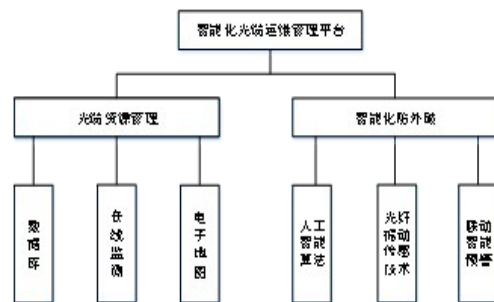 智能化光缆运维管理平台
光缆资源管理
智能化防外破
数据库
在线监测
电子地图
人工
智能
算法
光纤
振动
传感
技术
联动
智能
预警